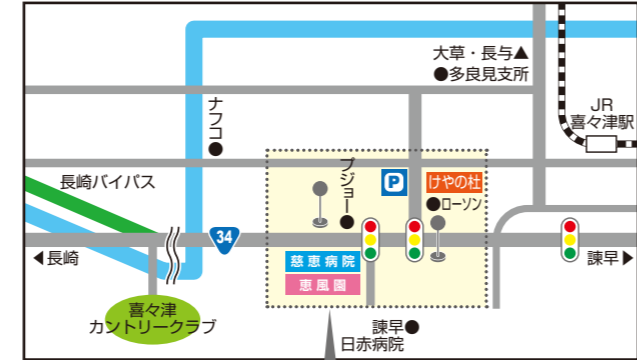 大草・長与▲
●多良見支所
JR
喜々津駅
ナフコ●
プジョー●
P
けやの杜
●ローソン
長崎バイパス
34
◀長崎
諫早▶
慈恵病院
恵風園
喜々津
カントリークラブ
諫早●
日赤病院